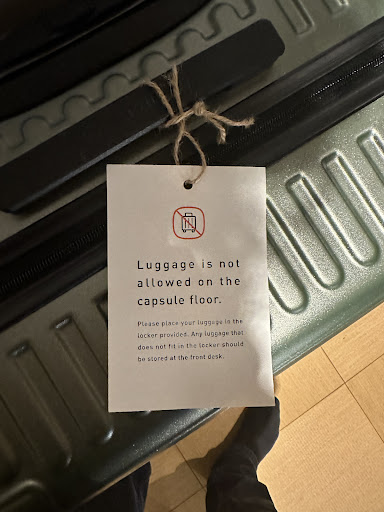 Luggage is not
allowed on the
capsule floor.
Please place your luggage in the
locker provided. Any luggage that
does not fit in the locker should
be stored at the front desk.